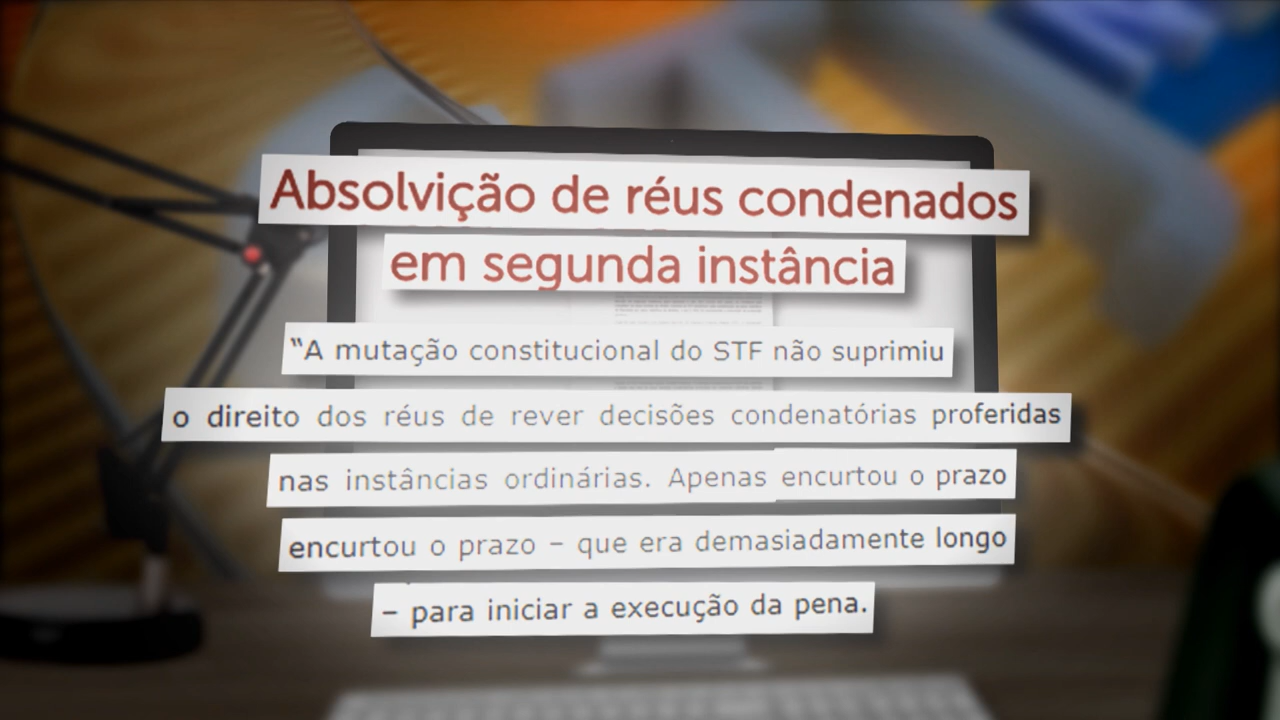 Absolvição de réus condenados
em segunda instância
“A mutação constitucional do STF não suprimiu
o direito dos réus de rever decisões condenatórias proferidas
nas instâncias ordinárias. Apenas encurtou o prazo
encurtou o prazo – que era demasiadamente longo
– para iniciar a execução da pena.